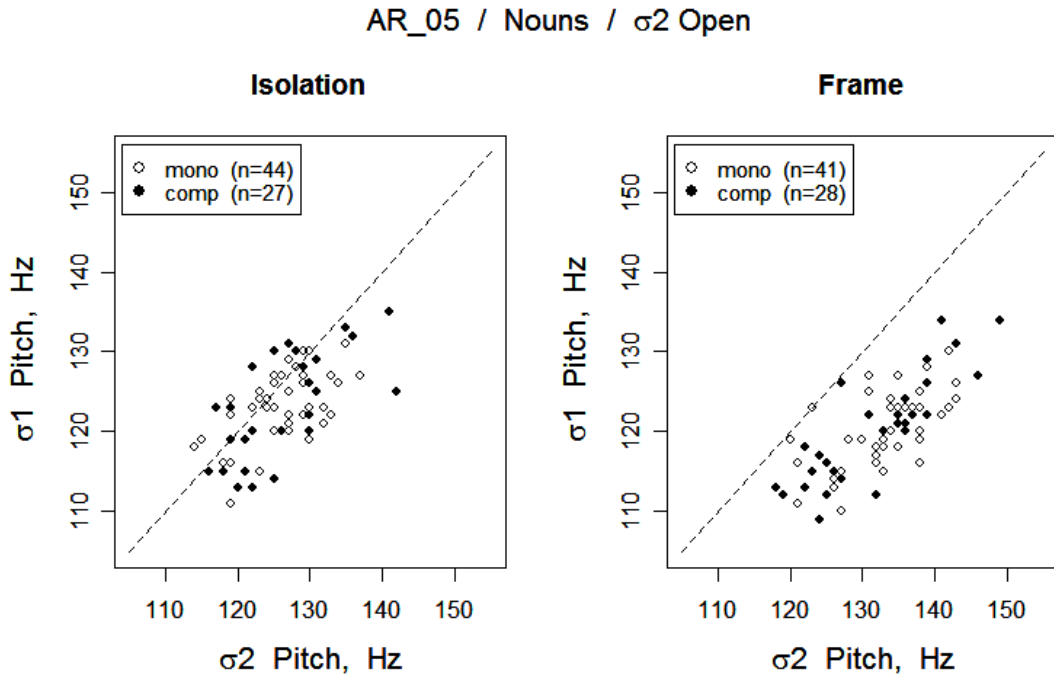 AR_05 / Nouns / σ2 Open
Isolation
mono (n=44)
comp (n=27)
σ1 Pitch, Hz
150
140
130
120
110
110 120 130 140 150
σ2 Pitch, Hz
Frame
mono (n=41)
comp (n=28)
σ1 Pitch, Hz
150
140
130
120
110
110 120 130 140 150
σ2 Pitch, Hz